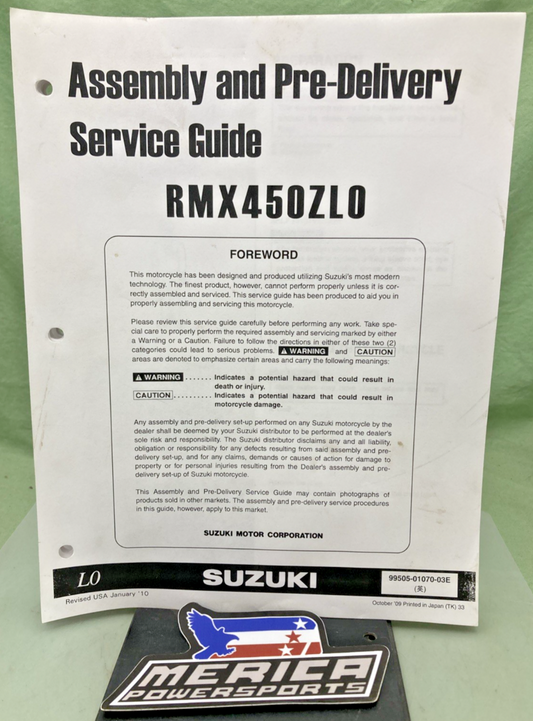 Assembly and Pre-Delivery
Service Guide
RMX450ZL0
FOREWORD
This motorcycle has been designed and produced utilizing Suzuki's most modern
technology. The finest product, however, cannot perform properly unless it is cor-
rectly assembled and serviced. This service guide has been produced to aid you in
properly assembling and servicing this motorcycle.
Please review this service guide carefully before performing any work. Take spe-
cial care to properly perform the required assembly and servicing marked by either
a Warning or a Caution. Failure to follow the directions in either of these two (2)
categories could lead to serious problems. ⚠ WARNING and CAUTION
areas are denoted to emphasize certain areas and carry the following meanings:
⚠ WARNING ....... Indicates a potential hazard that could result in
death or injury.
CAUTION .......... Indicates a potential hazard that could result in
motorcycle damage.
Any assembly and pre-delivery set-up performed on any Suzuki motorcycle by the
dealer shall be deemed by your Suzuki distributor to be performed at the dealer's
sole risk and responsibility. The Suzuki distributor disclaims any and all liability,
obligation or responsibility for any defects resulting from said assembly and pre-
delivery set-up, and for any claims, demands or causes of action for damage to
property or for personal injuries resulting from the Dealer's assembly and pre-
delivery set-up of Suzuki motorcycle.
This Assembly and Pre-Delivery Service Guide may contain photographs of
products sold in other markets. The assembly and pre-delivery service procedures
in this guide, however, apply to this market.
SUZUKI MOTOR CORPORATION
L0 SUZUKI 99505-01070-03E
(英)
Revised USA January '10 October '09 Printed in Japan (TK) 33
MERICA
POWERSPORTS